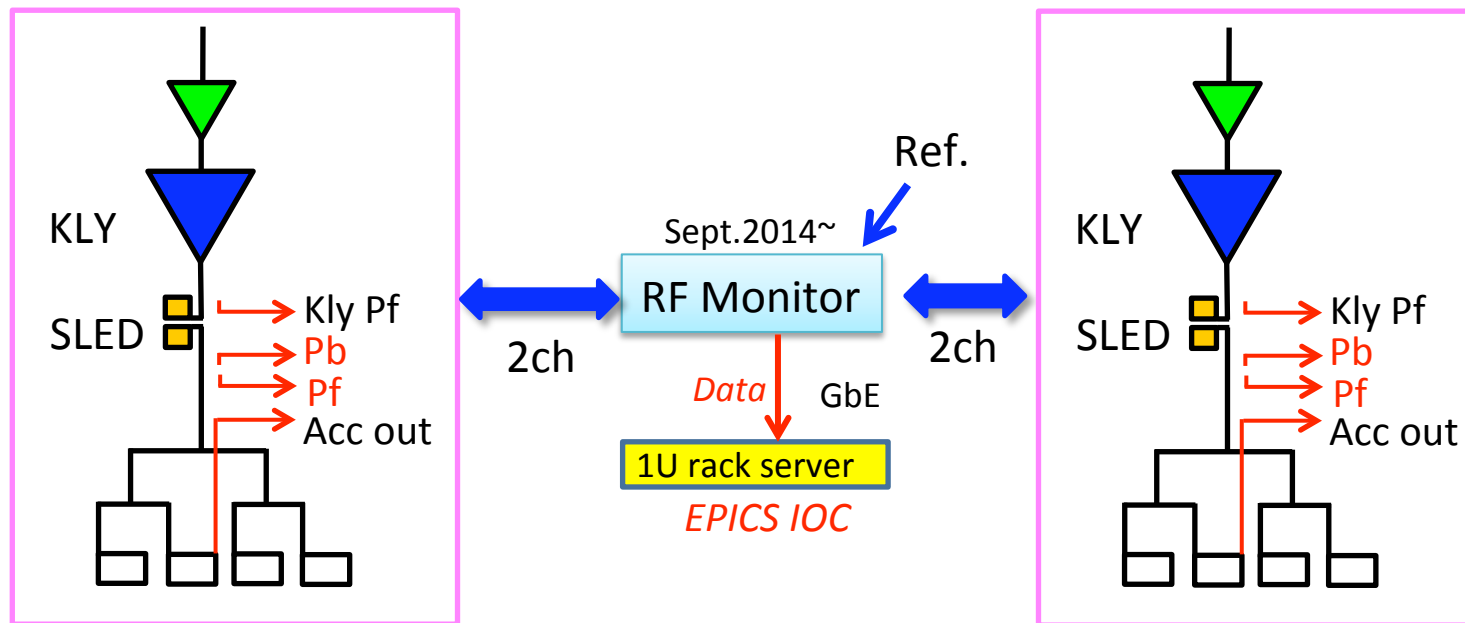 KLY
SLED
Kly Pf
Pb
Pf
Acc out
2ch
Ref.
Sept.2014~
RF Monitor
Data
GbE
1U rack server
EPICS IOC
2ch
KLY
SLED
Kly Pf
Pb
Pf
Acc out